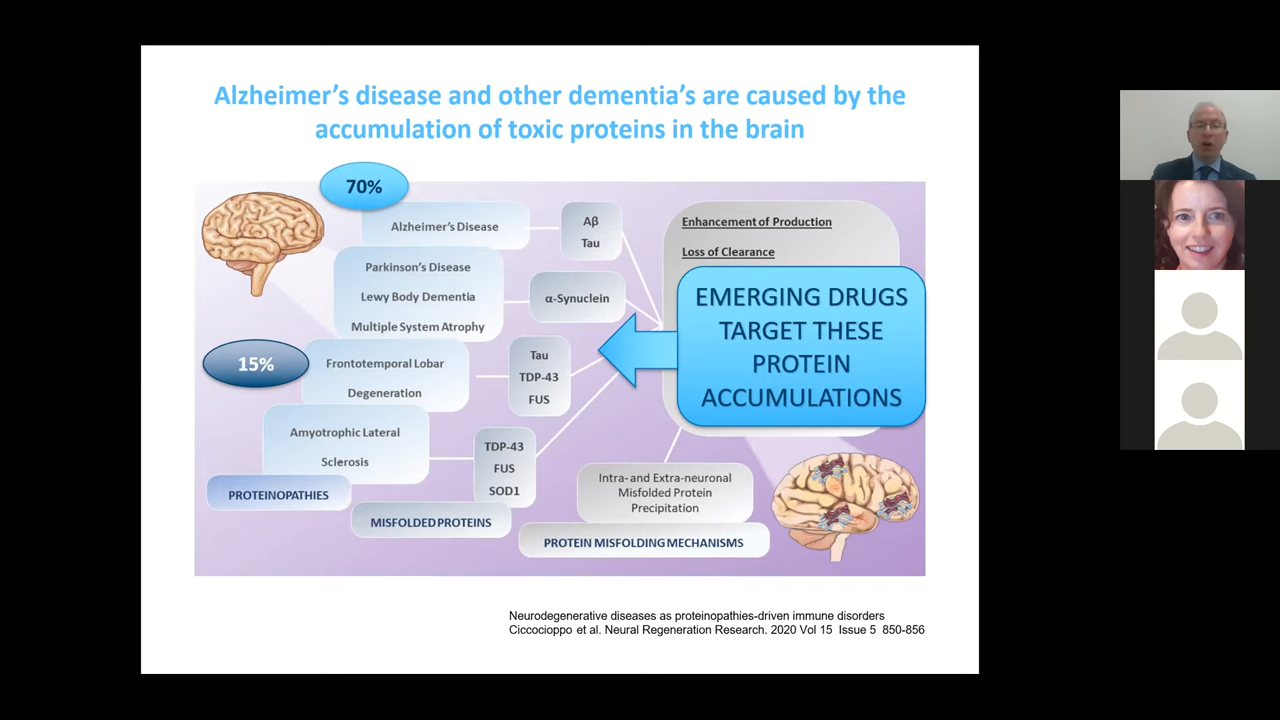 Alzheimer's disease and other dementia's are caused by the
accumulation of toxic proteins in the brain
70%
Alzheimer's Disease
Aβ
Tau
Enhancement of Production
Loss of Clearance
Parkinson's Disease
Lewy Body Dementia
Multiple System Atrophy
α-Synuclein
EMERGING DRUGS
TARGET THESE
PROTEIN
ACCUMULATIONS
15%
Frontotemporal Lobar
Degeneration
Tau
TDP-43
FUS
Amyotrophic Lateral
Sclerosis
TDP-43
FUS
SOD1
Intra- and Extra-neuronal
Misfolded Protein
Precipitation
PROTEINOPATHIES
MISFOLDED PROTEINS
PROTEIN MISFOLDING MECHANISMS
Neurodegenerative diseases as proteinopathies-driven immune disorders
Ciccocioppo et al. Neural Regeneration Research. 2020 Vol 15 Issue 5 850-856